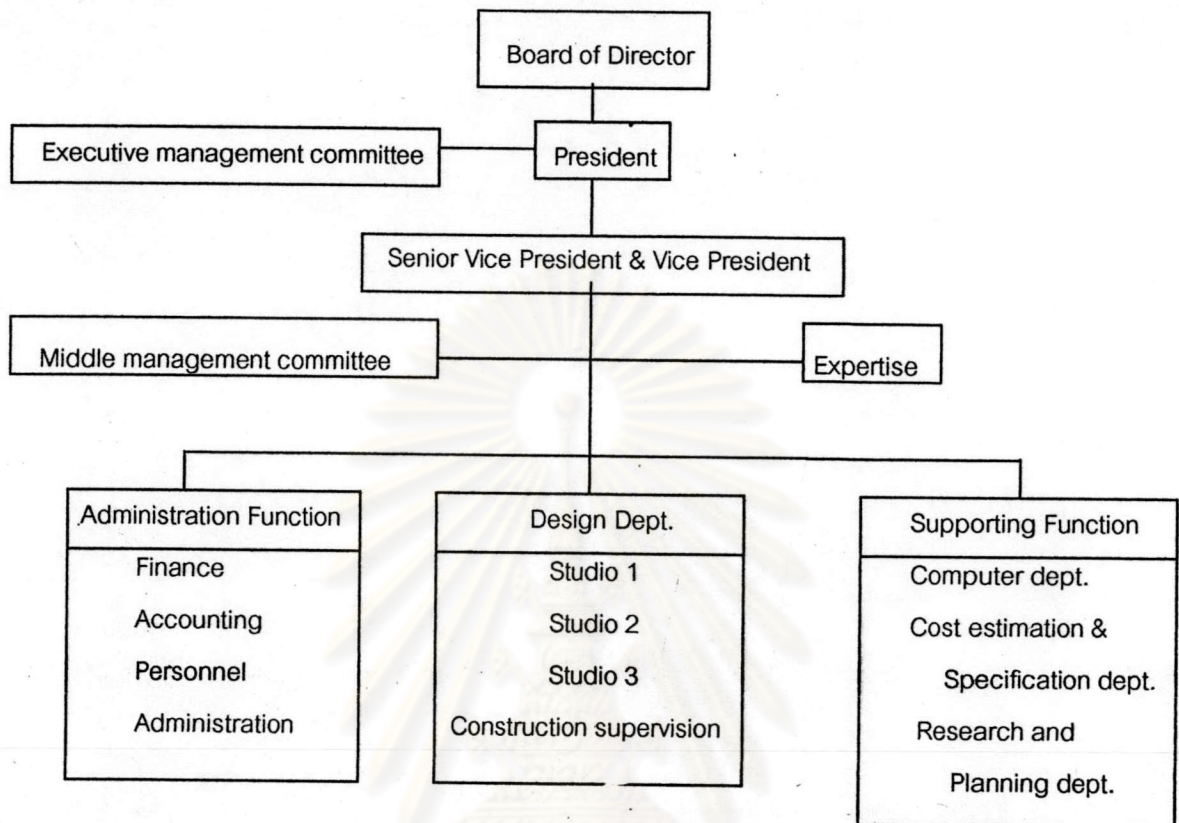 Board of Director
Executive management committee
President
Senior Vice President & Vice President
Middle management committee
Expertise
Administration Function
Finance
Accounting
Personnel
Administration
Design Dept.
Studio 1
Studio 2
Studio 3
Construction supervision
Supporting Function
Computer dept.
Cost estimation &
Specification dept.
Research and
Planning dept.